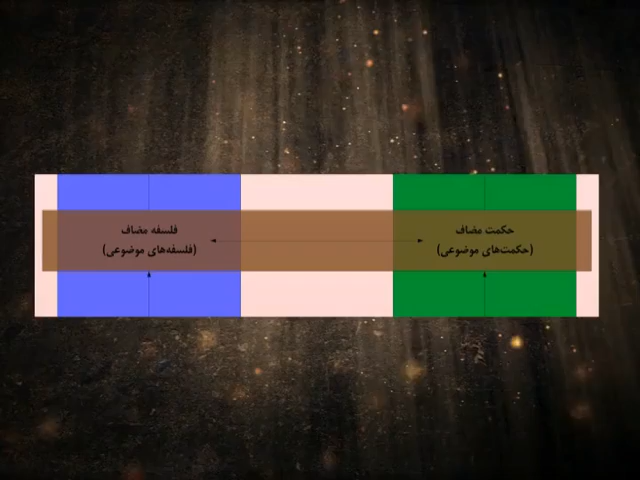 حکمت مضاف
(حکمت‌های موضوعی)
فلسفه مضاف
(فلسفه‌های موضوعی)